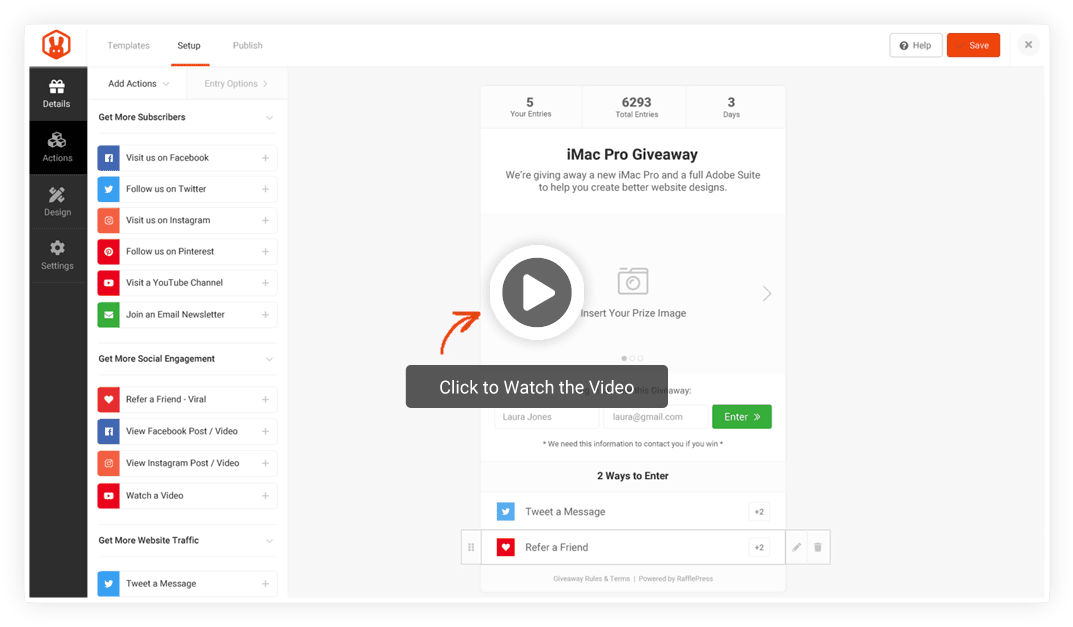 Templates
Setup
Publish
Help
Save
Details
Actions
Design
Settings
Add Actions
Entry Options
Get More Subscribers
Visit us on Facebook
Follow us on Twitter
Visit us on Instagram
Follow us on Pinterest
Visit a YouTube Channel
Join an Email Newsletter
Get More Social Engagement
Refer a Friend - Viral
View Facebook Post / Video
View Instagram Post / Video
Watch a Video
Get More Website Traffic
Tweet a Message
5 6293 3
Your Entries Total Entries Days
iMac Pro Giveaway
We're giving away a new iMac Pro and a full Adobe Suite
to help you create better website designs.
Insert Your Prize Image
Click to Watch the Video
Giveaway:
Laura Jones laura@gmail.com Enter
* We need this information to contact you if you win *
2 Ways to Enter
Tweet a Message +2
Refer a Friend +2
Giveaway Rules & Terms | Powered by RafflePress